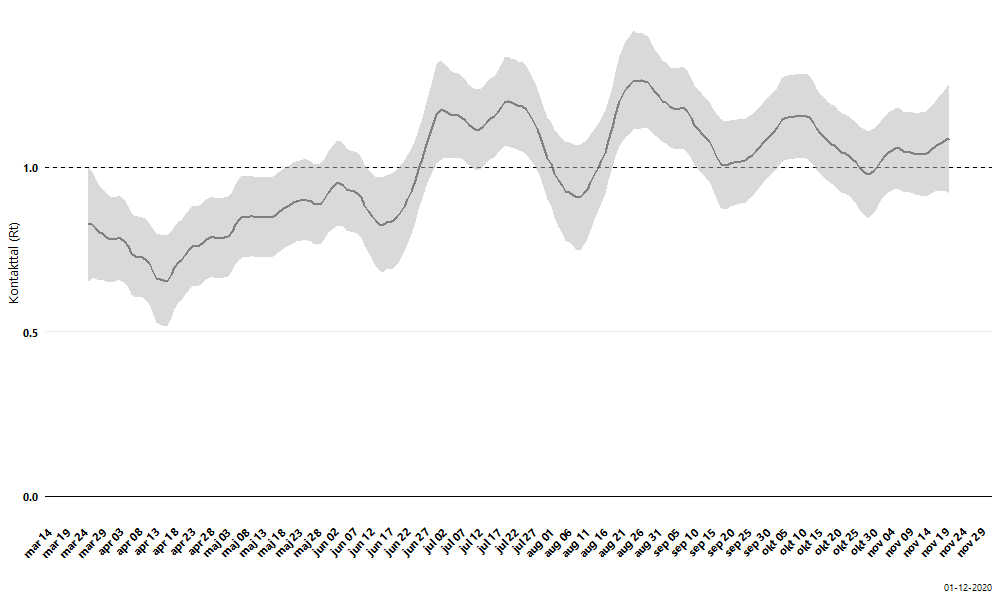 Kontakttal (Rt)
1.0
0.5
0.0
mar 14
mar 19
mar 24
mar 29
apr 03
apr 08
apr 13
apr 18
apr 23
apr 28
maj 03
maj 08
maj 13
maj 18
maj 23
maj 28
jun 02
jun 07
jun 12
jun 17
jun 22
jun 27
jul 02
jul 07
jul 12
jul 17
jul 22
jul 27
aug 01
aug 06
aug 11
aug 16
aug 21
aug 26
aug 31
sep 05
sep 10
sep 15
sep 20
sep 25
sep 30
okt 05
okt 10
okt 15
okt 20
okt 25
okt 30
nov 04
nov 09
nov 14
nov 19
nov 24
nov 29
01-12-2020